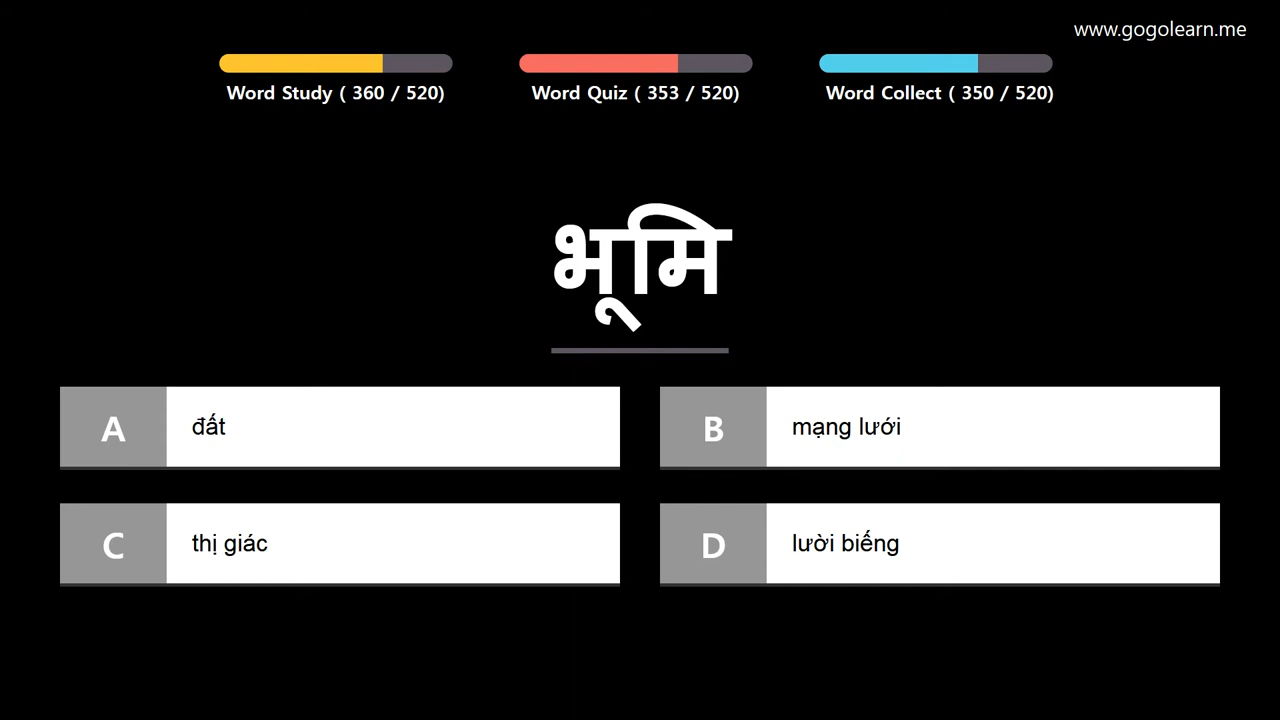 www.gogolearn.me
Word Study ( 360 / 520)
Word Quiz ( 353 / 520)
Word Collect ( 350 / 520)
भूमि
A
đất
B
mạng lưới
C
thị giác
D
lười biếng